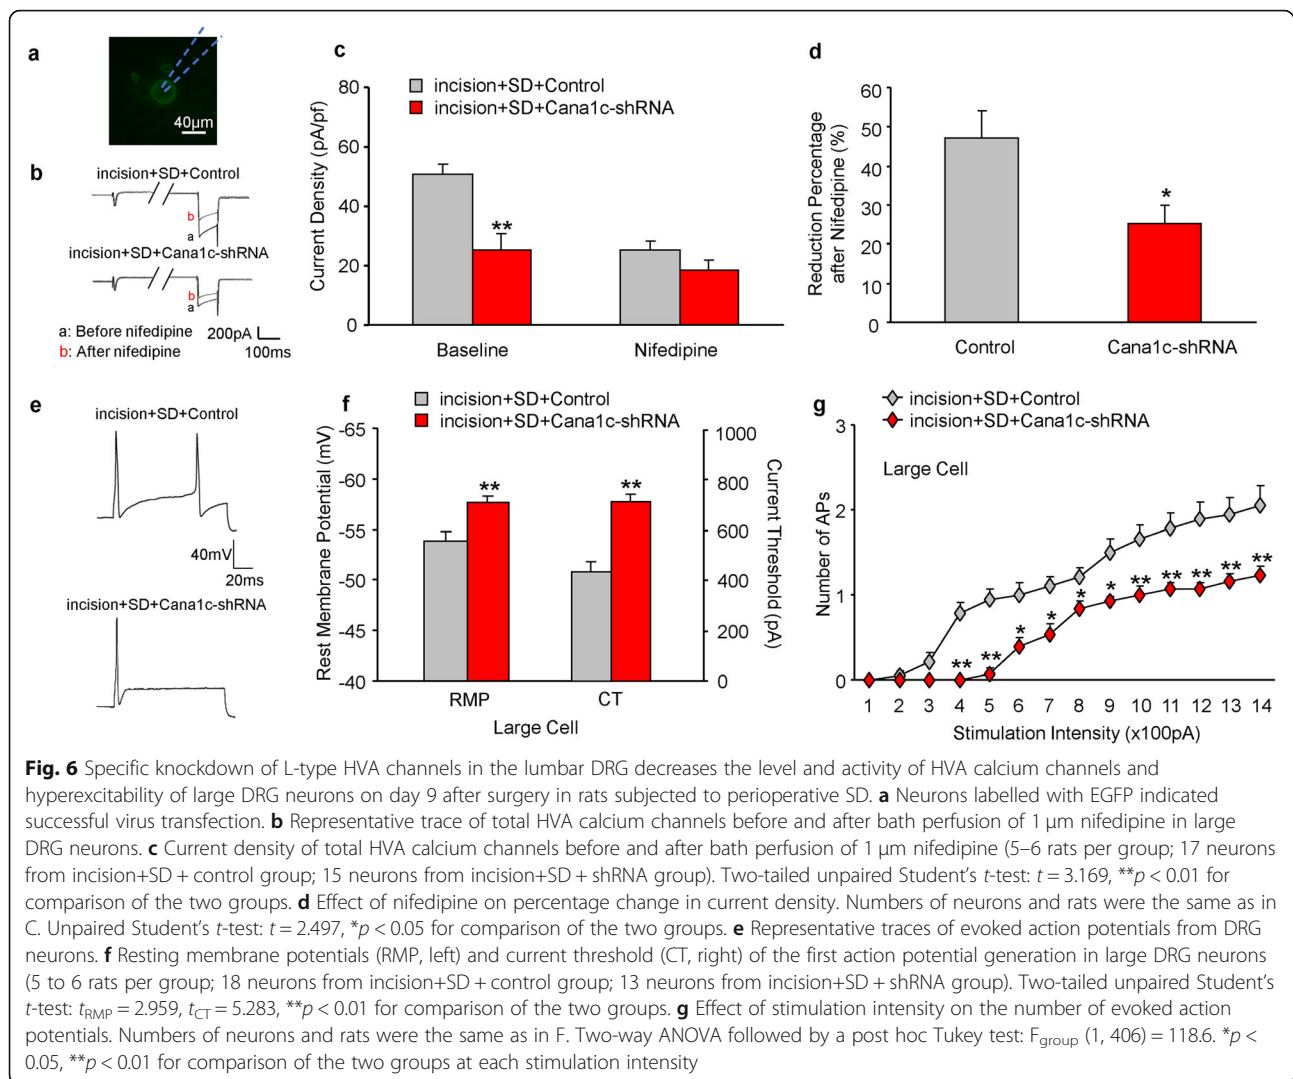 a
40μm
b
incision+SD+Control
b
a
incision+SD+Cana1c-shRNA
b
a
a: Before nifedipine
b: After nifedipine
200pA
100ms
c
incision+SD+Control
incision+SD+Cana1c-shRNA
Current Density (pA/pf)
80
60
40
20
0
**
Baseline
Nifedipine
d
Reduction Percentage
after Nifedipine (%)
60
50
40
30
20
10
0
*
Control
Cana1c-shRNA
e
incision+SD+Control
40mV
20ms
incision+SD+Cana1c-shRNA
f
incision+SD+Control
incision+SD+Cana1c-shRNA
Rest Membrane Potential (mV)
-65
-60
-55
-50
-45
-40
**
**
1000
800
600
400
200
0
Current Threshold
(pA)
RMP
CT
Large Cell
g
incision+SD+Control
incision+SD+Cana1c-shRNA
Large Cell
Number of APs
3
2
1
0
** ** * * * * ** ** ** ** **
1 2 3 4 5 6 7 8 9 10 11 12 13 14
Stimulation Intensity (x100pA)
Fig. 6 Specific knockdown of L-type HVA channels in the lumbar DRG decreases the level and activity of HVA calcium channels and
hyperexcitability of large DRG neurons on day 9 after surgery in rats subjected to perioperative SD. a Neurons labelled with EGFP indicated
successful virus transfection. b Representative trace of total HVA calcium channels before and after bath perfusion of 1 μm nifedipine in large
DRG neurons. c Current density of total HVA calcium channels before and after bath perfusion of 1 μm nifedipine (5–6 rats per group; 17 neurons
from incision+SD + control group; 15 neurons from incision+SD + shRNA group). Two-tailed unpaired Student's t-test: t = 3.169, **p < 0.01 for
comparison of the two groups. d Effect of nifedipine on percentage change in current density. Numbers of neurons and rats were the same as in
C. Unpaired Student's t-test: t = 2.497, *p < 0.05 for comparison of the two groups. e Representative traces of evoked action potentials from DRG
neurons. f Resting membrane potentials (RMP, left) and current threshold (CT, right) of the first action potential generation in large DRG neurons
(5 to 6 rats per group; 18 neurons from incision+SD + control group; 13 neurons from incision+SD + shRNA group). Two-tailed unpaired Student's
t-test: tRMP = 2.959, tCT = 5.283, **p < 0.01 for comparison of the two groups. g Effect of stimulation intensity on the number of evoked action
potentials. Numbers of neurons and rats were the same as in F. Two-way ANOVA followed by a post hoc Tukey test: Fgroup (1, 406) = 118.6. *p <
0.05, **p < 0.01 for comparison of the two groups at each stimulation intensity